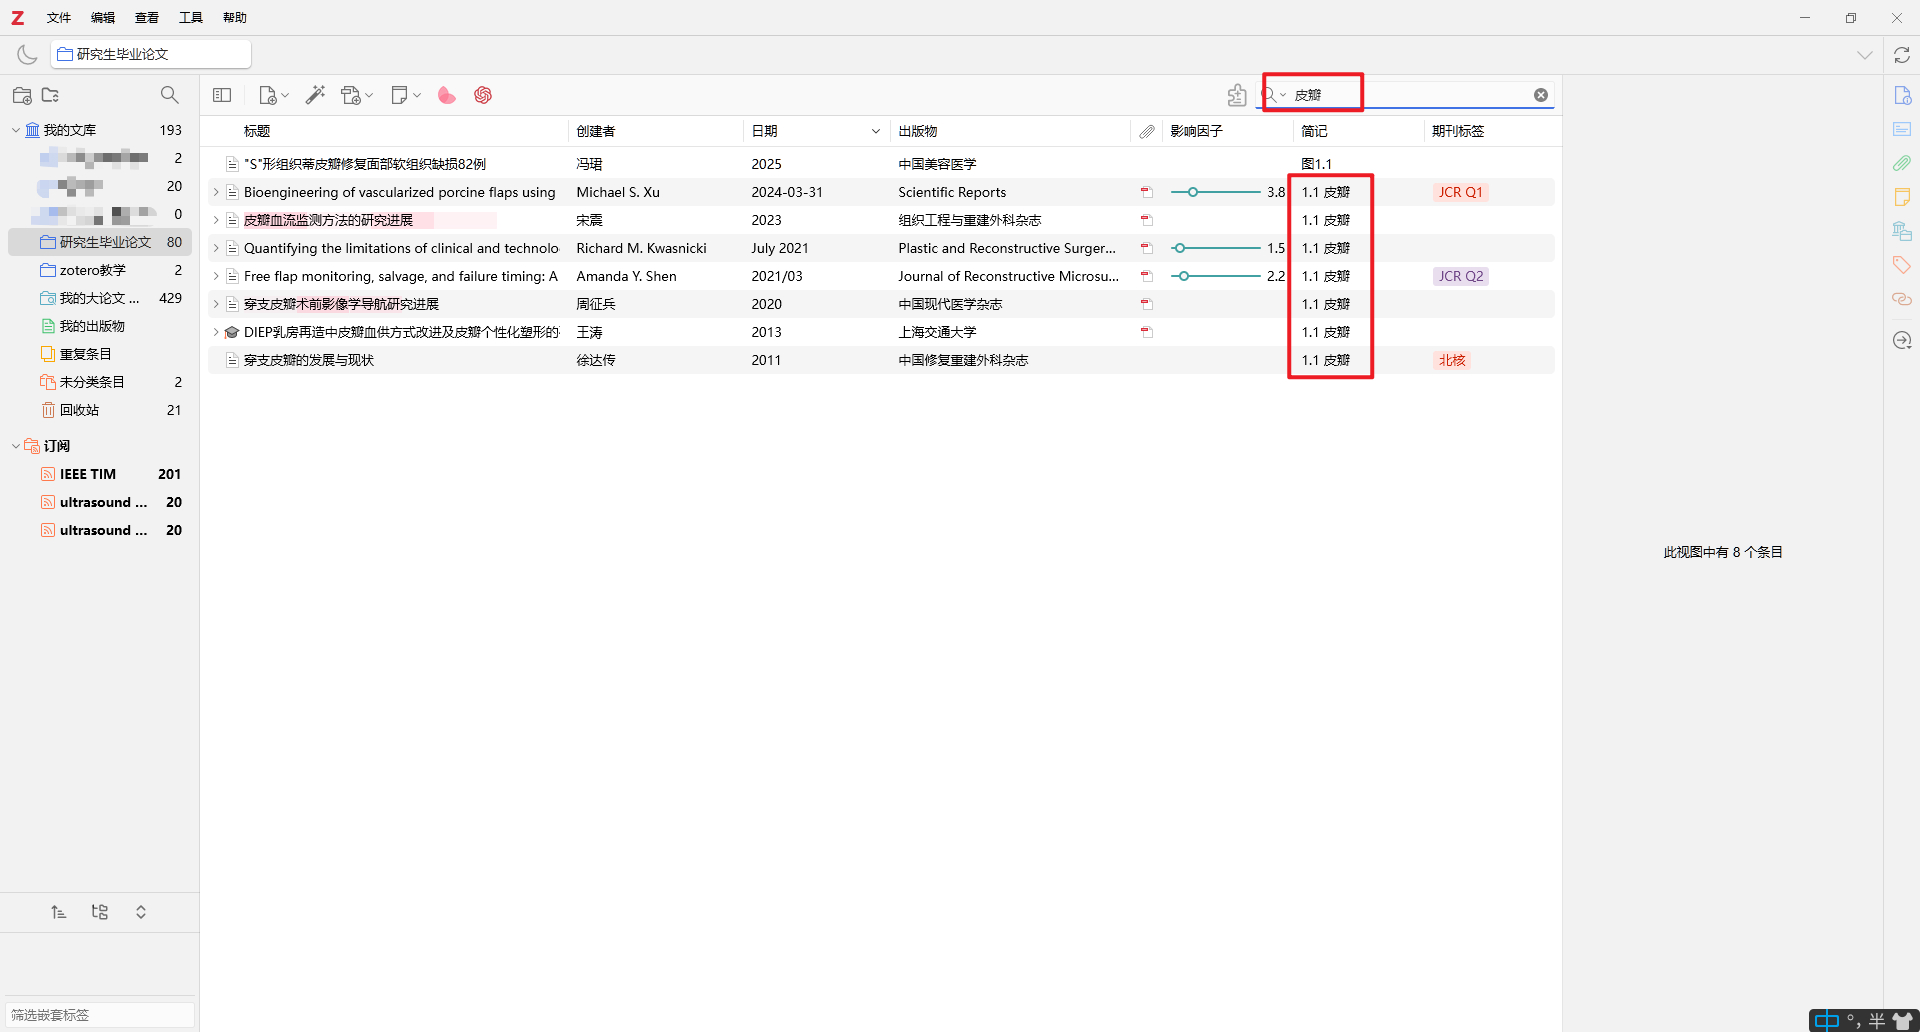 Z 文件 编辑 查看 工具 帮助
研究生毕业论文
皮瓣
我的文库 193
2
20
0
研究生毕业论文 80
zotero教学 2
我的大论文 ... 429
我的出版物
重复条目
未分类条目 2
回收站 21
订阅
IEEE TIM 201
ultrasound ... 20
ultrasound ... 20
筛选嵌套标签
标题 创建者 日期 出版物 影响因子 简记 期刊标签
"S"形组织蒂皮瓣修复面部软组织缺损82例 冯珺 2025 中国美容医学 图1.1
Bioengineering of vascularized porcine flaps using Michael S. Xu 2024-03-31 Scientific Reports 3.8 1.1 皮瓣 JCR Q1
皮瓣血流监测方法的研究进展 宋震 2023 组织工程与重建外科杂志 1.1 皮瓣
Quantifying the limitations of clinical and technolo Richard M. Kwasnicki July 2021 Plastic and Reconstructive Surger... 1.5 1.1 皮瓣
Free flap monitoring, salvage, and failure timing: A Amanda Y. Shen 2021/03 Journal of Reconstructive Microsu... 2.2 1.1 皮瓣 JCR Q2
穿支皮瓣术前影像学导航研究进展 周征兵 2020 中国现代医学杂志 1.1 皮瓣
DIEP乳房再造中皮瓣血供方式改进及皮瓣个性化塑形的 王涛 2013 上海交通大学 1.1 皮瓣
穿支皮瓣的发展与现状 徐达传 2011 中国修复重建外科杂志 1.1 皮瓣 北核
此视图中有 8 个条目
中 °, 半